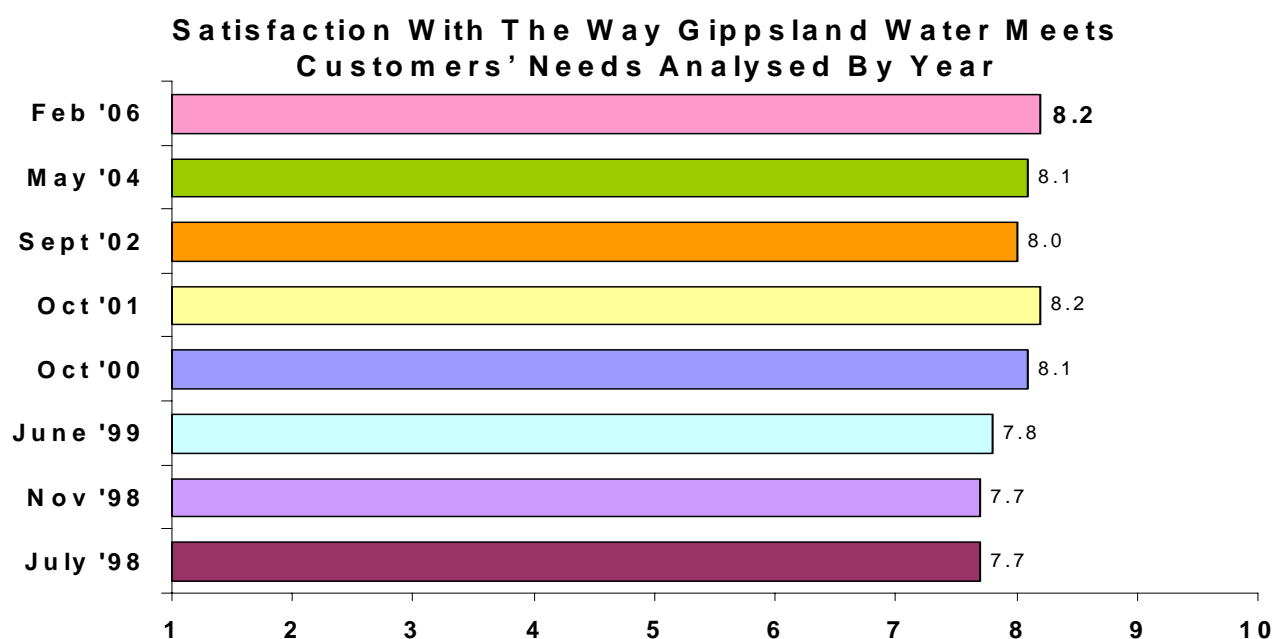 Satisfaction With The Way Gippsland Water Meets
Customers’ Needs Analysed By Year
Feb '06 8.2
May '04 8.1
Sept '02 8.0
Oct '01 8.2
Oct '00 8.1
June '99 7.8
Nov '98 7.7
July '98 7.7
1 2 3 4 5 6 7 8 9 10